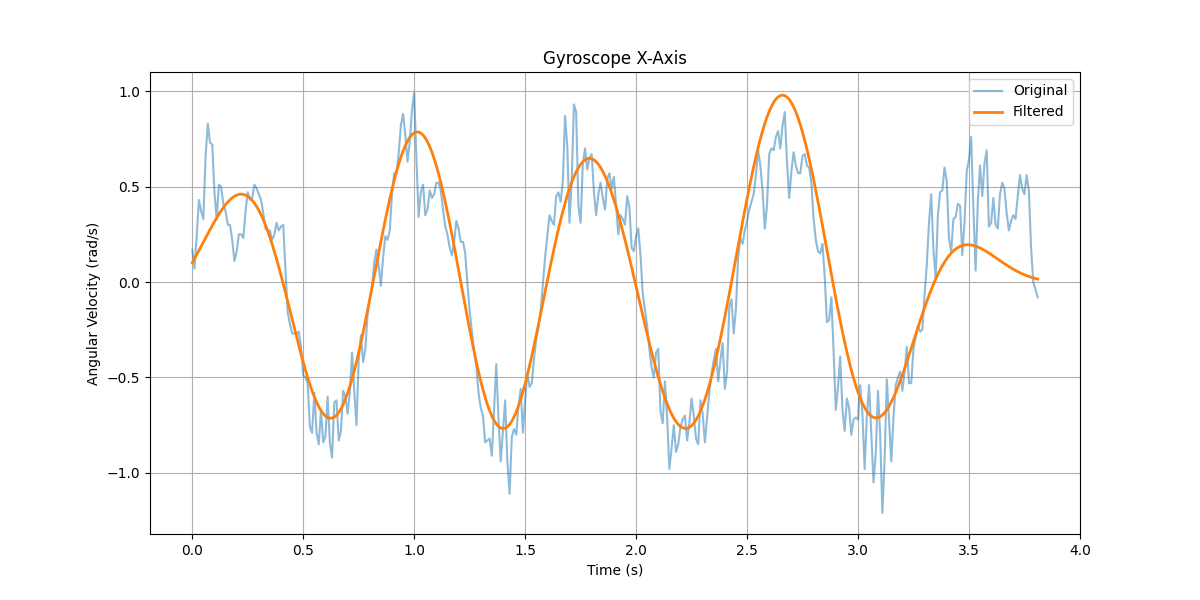 Gyroscope X-Axis
Original
Filtered
1.0
0.5
0.0
−0.5
−1.0
Angular Velocity (rad/s)
0.0 0.5 1.0 1.5 2.0 2.5 3.0 3.5 4.0
Time (s)